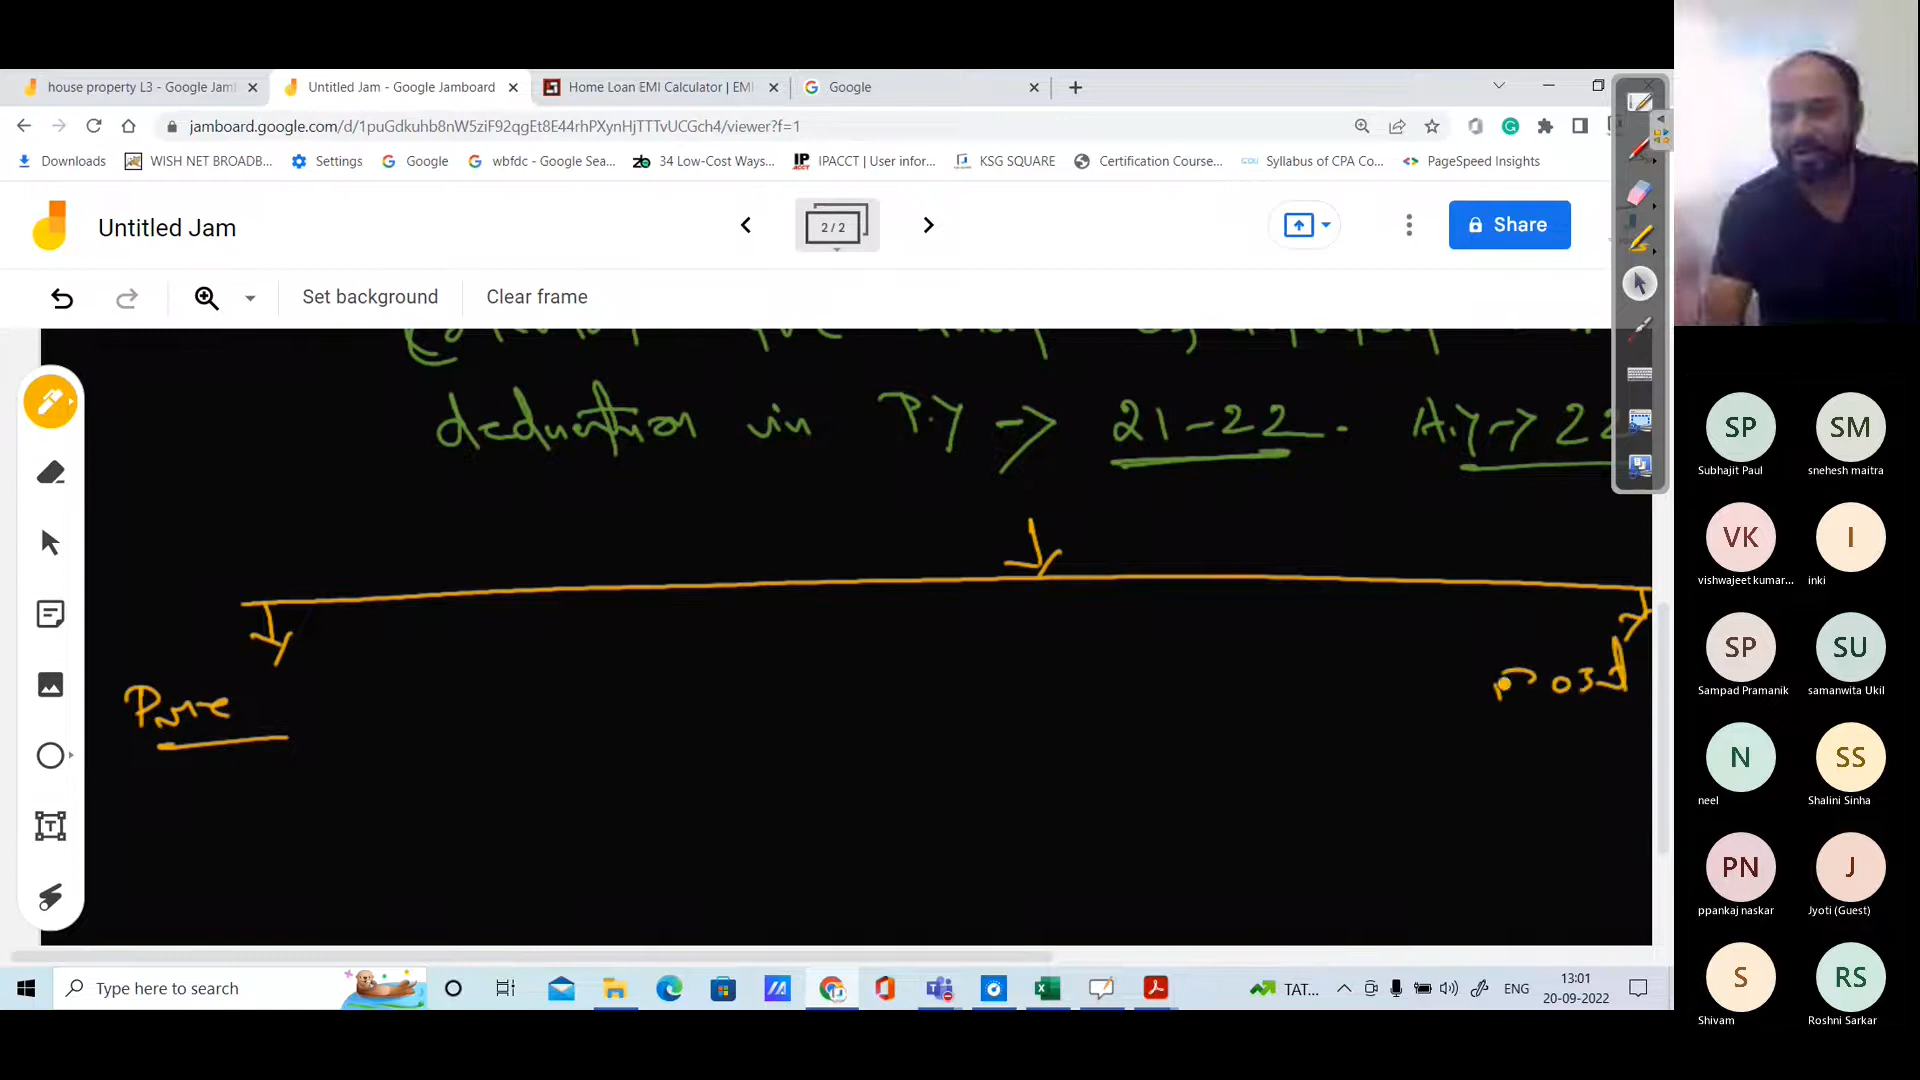 house property L3 - Google Jam
Untitled Jam - Google Jamboard
Home Loan EMI Calculator | EMI
Google
jamboard.google.com/d/1puGdkuhb8nW5ziF92qgEt8E44rhPXynHjTTTvUCGch4/viewer?f=1
Downloads
WISH NET BROADB...
Settings
Google
wbfdc - Google Sea...
34 Low-Cost Ways...
IPACCT | User infor...
KSG SQUARE
Certification Course...
Syllabus of CPA Co...
PageSpeed Insights
Untitled Jam
2 / 2
Share
Set background
Clear frame
deduction in P.Y → 21-22. A.Y → 22
Pre
Type here to search
TAT...
ENG
13:01
20-09-2022
SP
Subhajit Paul
SM
snehesh maitra
VK
vishwajeet kumar...
I
inki
SP
Sampad Pramanik
SU
samanwita Ukil
N
neel
SS
Shalini Sinha
PN
ppankaj naskar
J
Jyoti (Guest)
S
Shivam
RS
Roshni Sarkar